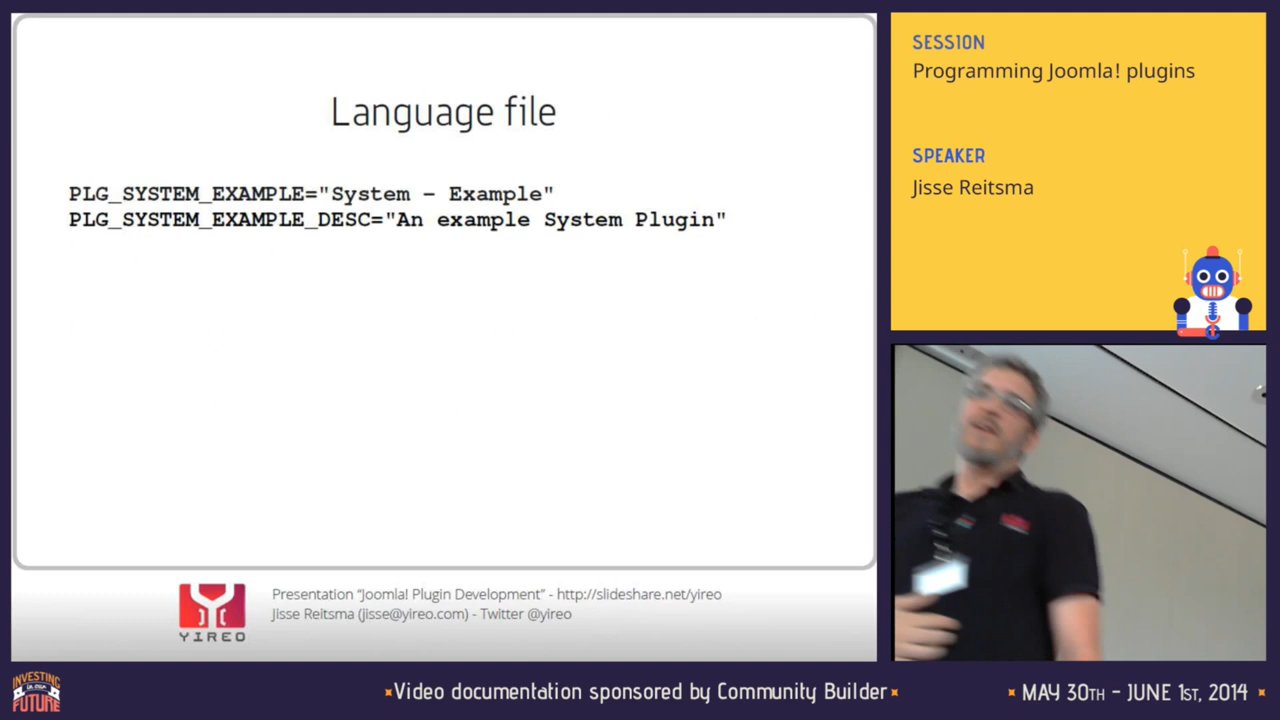 Language file
PLG_SYSTEM_EXAMPLE="System – Example"
PLG_SYSTEM_EXAMPLE_DESC="An example System Plugin"
YIREO
Presentation “Joomla! Plugin Development” - http://slideshare.net/yireo
Jisse Reitsma (jisse@yireo.com) - Twitter @yireo
SESSION
Programming Joomla! plugins
SPEAKER
Jisse Reitsma
INVESTING
IN OUR
FUTURE
Video documentation sponsored by Community Builder
MAY 30TH - JUNE 1ST, 2014